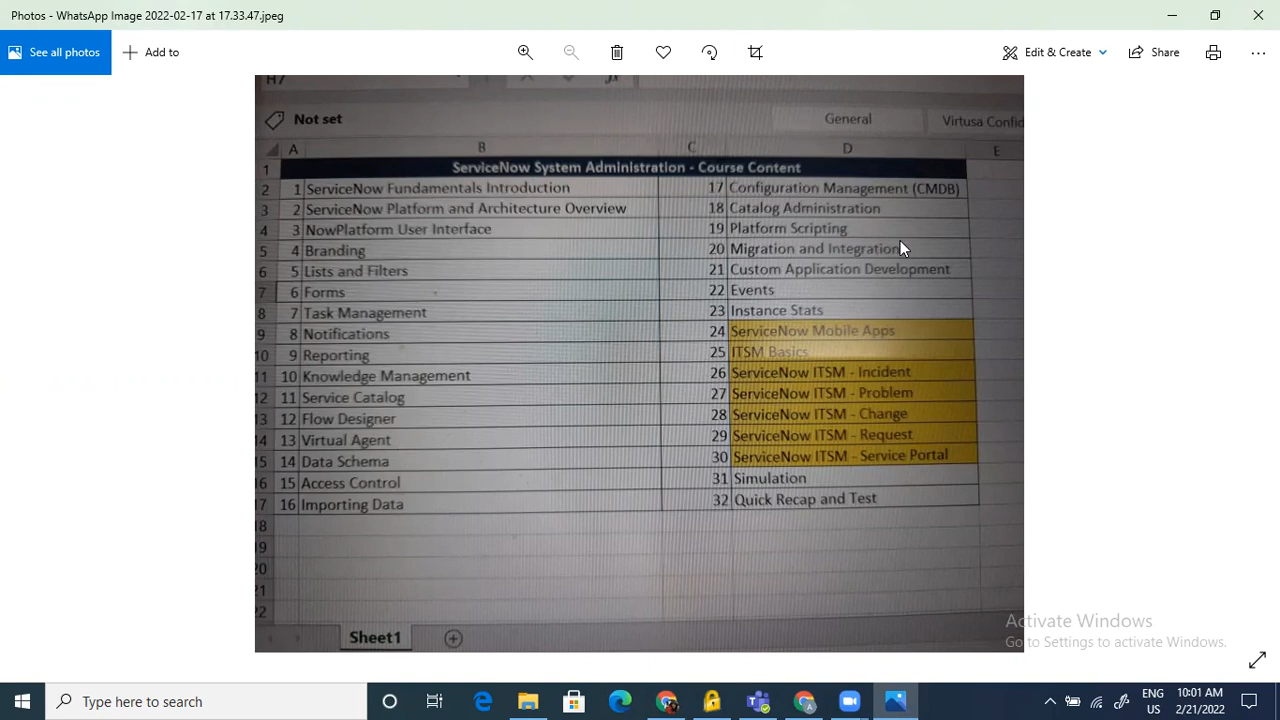 Photos - WhatsApp Image 2022-02-17 at 17.33.47.jpeg
See all photos
Add to
Edit & Create
Share
H7
fx
Not set
General
Virtusa Confid
A B C D E
1 ServiceNow System Administration - Course Content
2 1 ServiceNow Fundamentals Introduction 17 Configuration Management (CMDB)
3 2 ServiceNow Platform and Architecture Overview 18 Catalog Administration
4 3 NowPlatform User Interface 19 Platform Scripting
5 4 Branding 20 Migration and Integration
6 5 Lists and Filters 21 Custom Application Development
7 6 Forms 22 Events
8 7 Task Management 23 Instance Stats
9 8 Notifications 24 ServiceNow Mobile Apps
10 9 Reporting 25 ITSM Basics
11 10 Knowledge Management 26 ServiceNow ITSM - Incident
12 11 Service Catalog 27 ServiceNow ITSM - Problem
13 12 Flow Designer 28 ServiceNow ITSM - Change
14 13 Virtual Agent 29 ServiceNow ITSM - Request
15 14 Data Schema 30 ServiceNow ITSM - Service Portal
16 15 Access Control 31 Simulation
17 16 Importing Data 32 Quick Recap and Test
18
19
20
21
22
Sheet1
Activate Windows
Go to Settings to activate Windows.
Type here to search
ENG 10:01 AM
US 2/21/2022